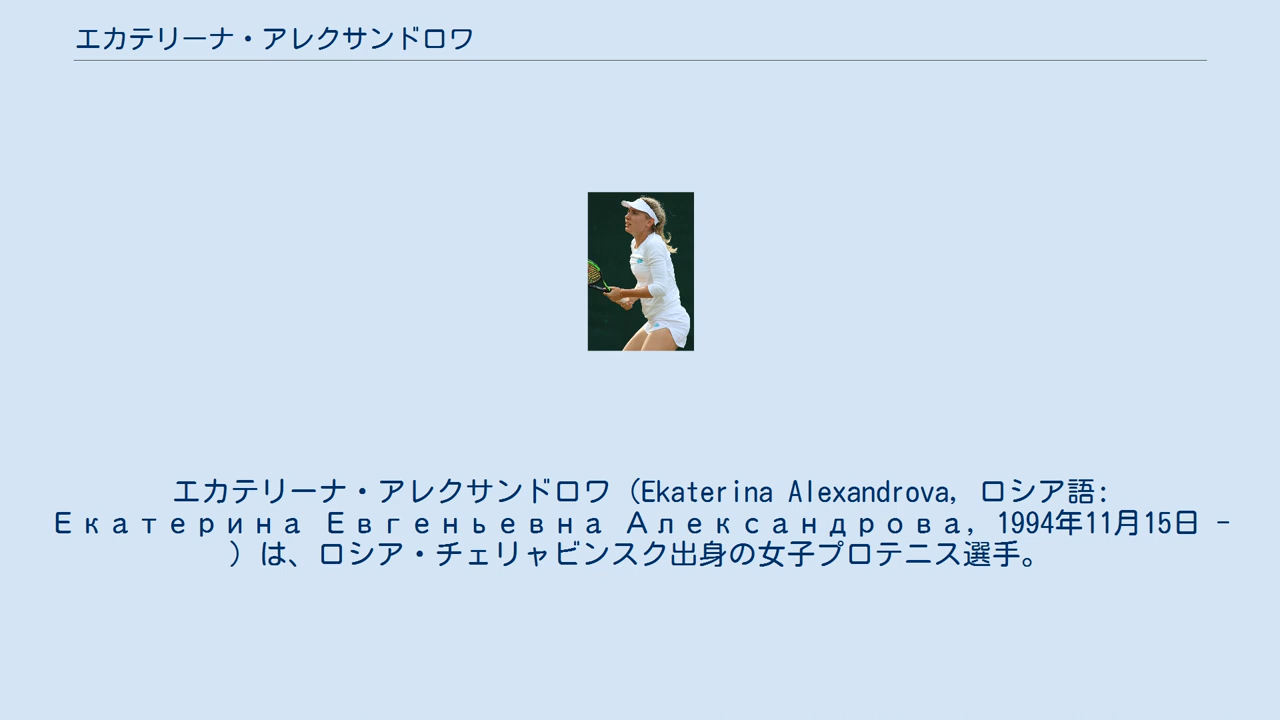 エカテリーナ・アレクサンドロワ
エカテリーナ・アレクサンドロワ（Ekaterina Alexandrova, ロシア語:
Екатерина Евгеньевна Александрова, 1994年11月15日 -
）は、ロシア・チェリャビンスク出身の女子プロテニス選手。